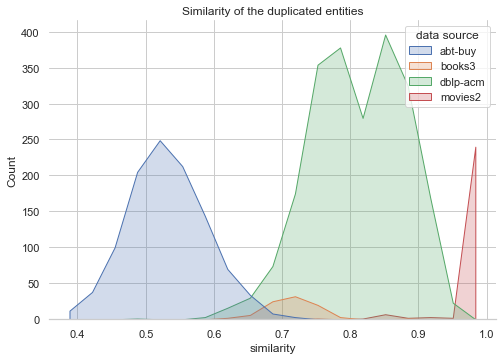 Similarity of the duplicated entities
data source
abt-buy
books3
dblp-acm
movies2
Count
400
350
300
250
200
150
100
50
0
0.4 0.5 0.6 0.7 0.8 0.9 1.0
similarity